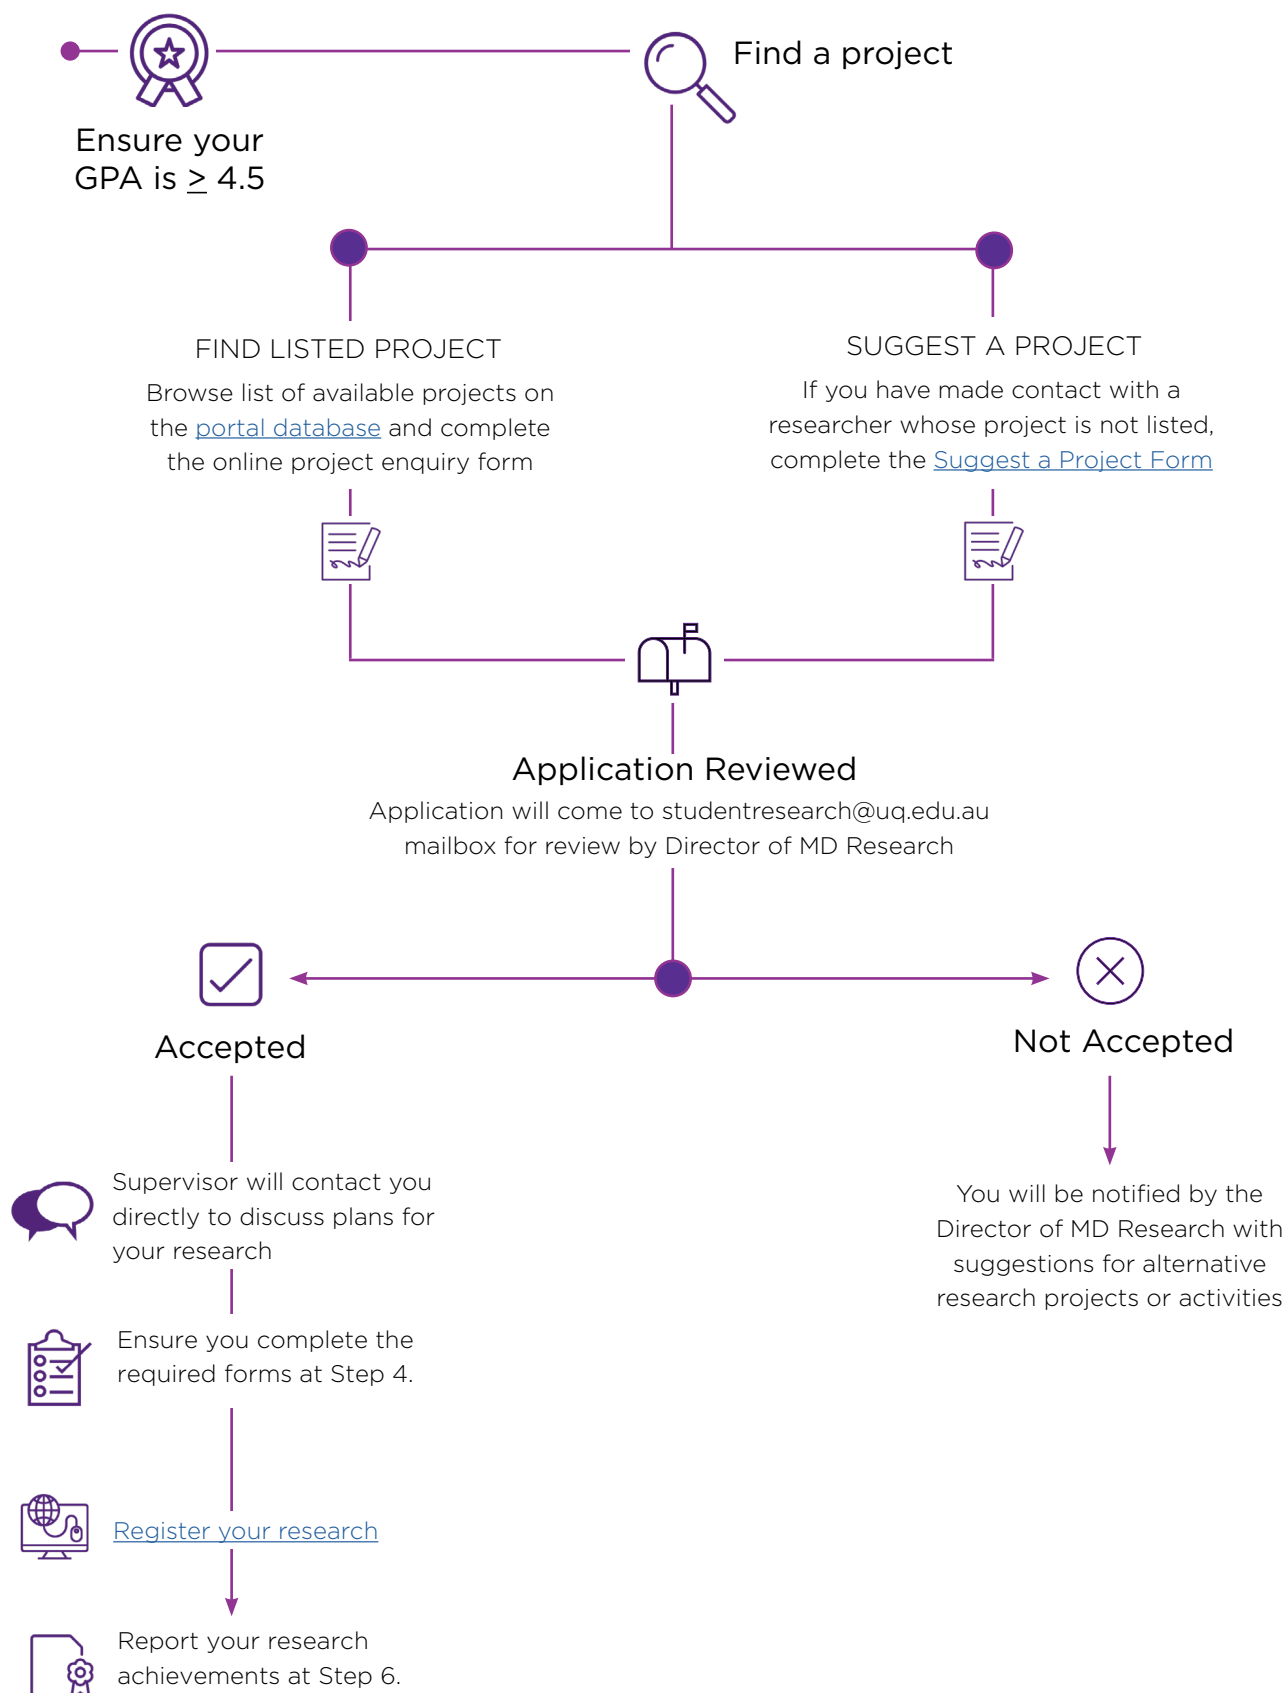 Find a project
Ensure your
GPA is ≥ 4.5
FIND LISTED PROJECT
Browse list of available projects on
the portal database and complete
the online project enquiry form
SUGGEST A PROJECT
If you have made contact with a
researcher whose project is not listed,
complete the Suggest a Project Form
Application Reviewed
Application will come to studentresearch@uq.edu.au
mailbox for review by Director of MD Research
Accepted
Not Accepted
Supervisor will contact you
directly to discuss plans for
your research
You will be notified by the
Director of MD Research with
suggestions for alternative
research projects or activities
Ensure you complete the
required forms at Step 4.
Register your research
Report your research
achievements at Step 6.